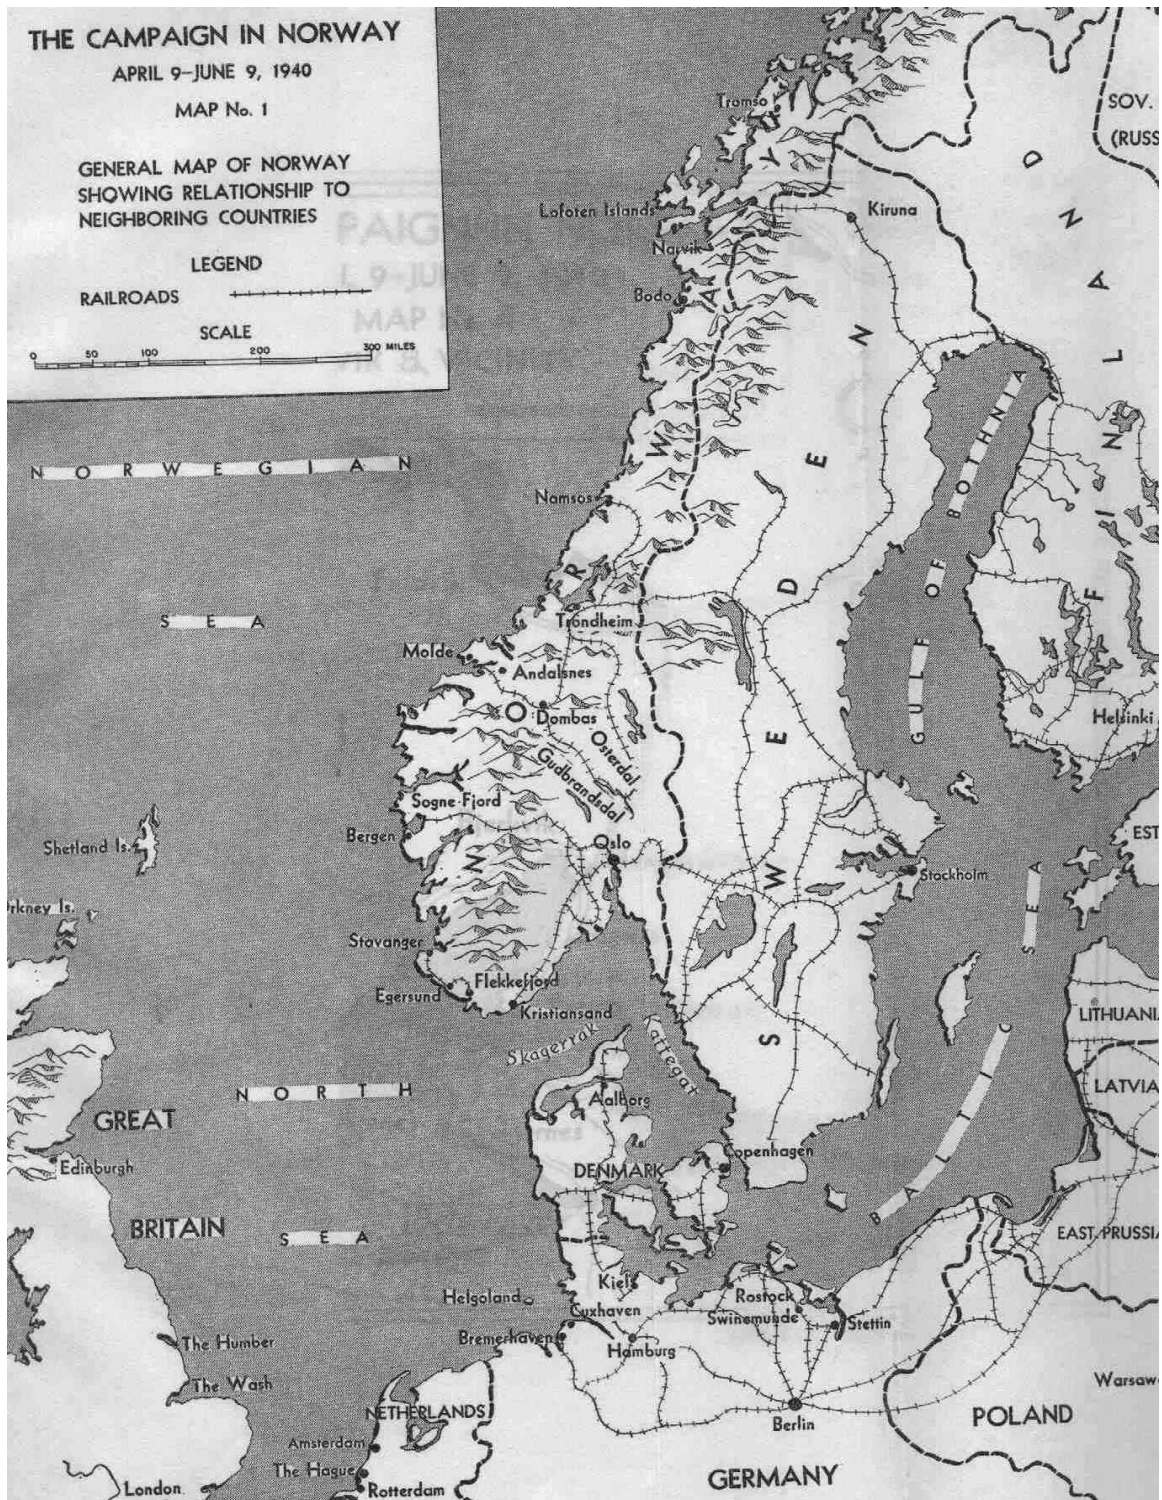 THE CAMPAIGN IN NORWAY
APRIL 9-JUNE 9, 1940
MAP No. 1
GENERAL MAP OF NORWAY
SHOWING RELATIONSHIP TO
NEIGHBORING COUNTRIES
LEGEND
RAILROADS
SCALE
0 50 100 200 300 MILES
SOV.
(RUSS
Tromso
Lofoten Islands
Kiruna
Narvik
Bodo
NORWEGIAN
SEA
GULF OF BOTHNIA
FINLAND
NORWAY
SWEDEN
Namsos
Trondheim
Molde
Andalsnes
Dombas
Osterdal
Gudbrandsdal
Helsinki
Sogne Fjord
Bergen
Oslo
Shetland Is.
EST
Stockholm
rkney Is.
Stavanger
Flekkefjord
Egersund
Kristiansand
Skagerrak
Kattegat
BALTIC SEA
LITHUANIA
LATVIA
NORTH
SEA
GREAT
BRITAIN
Aalborg
Edinburgh
DENMARK
Copenhagen
EAST PRUSSIA
Kiel
Helgoland
Cuxhaven
Rostock
Swinemunde
Stettin
Bremerhaven
Hamburg
The Humber
The Wash
Warsaw
NETHERLANDS
Berlin
POLAND
Amsterdam
The Hague
GERMANY
London
Rotterdam